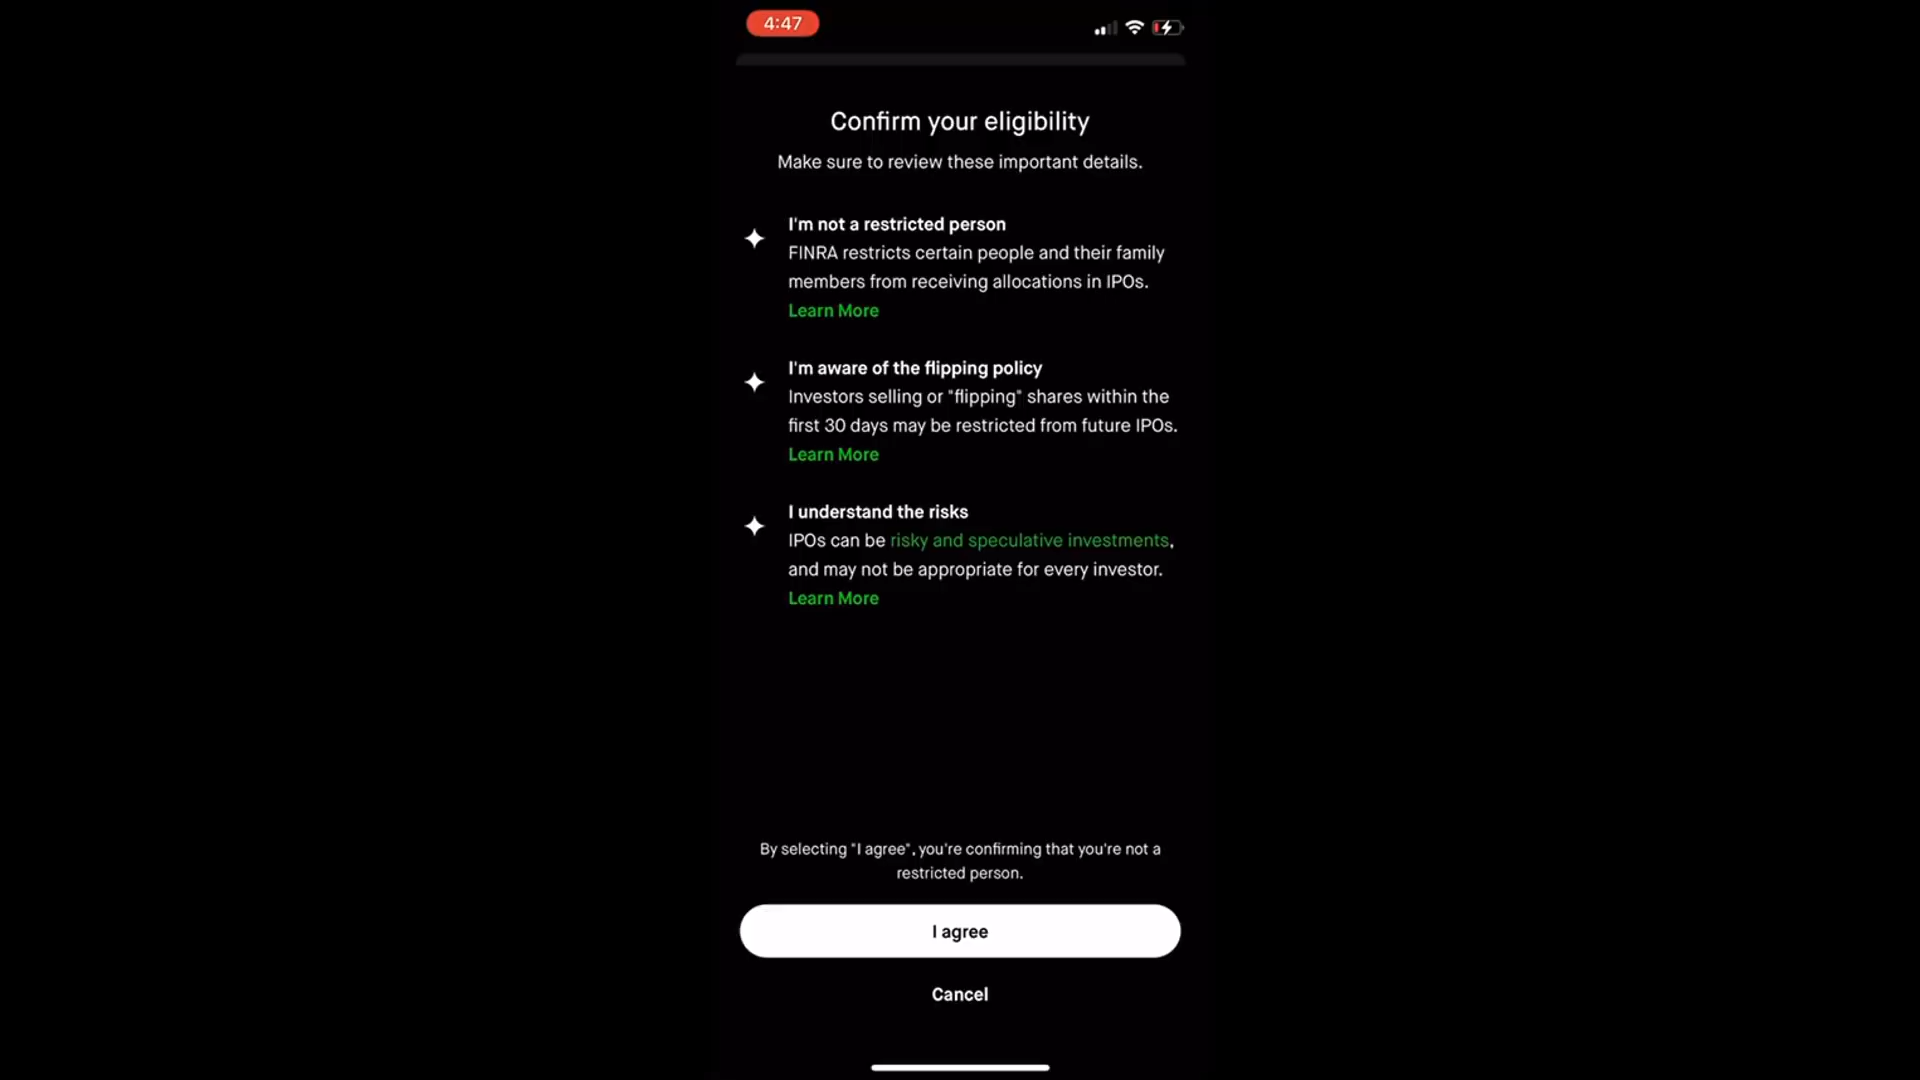 4:47
Confirm your eligibility
Make sure to review these important details.
I'm not a restricted person
FINRA restricts certain people and their family
members from receiving allocations in IPOs.
Learn More
I'm aware of the flipping policy
Investors selling or "flipping" shares within the
first 30 days may be restricted from future IPOs.
Learn More
I understand the risks
IPOs can be risky and speculative investments,
and may not be appropriate for every investor.
Learn More
By selecting "I agree", you're confirming that you're not a
restricted person.
I agree
Cancel